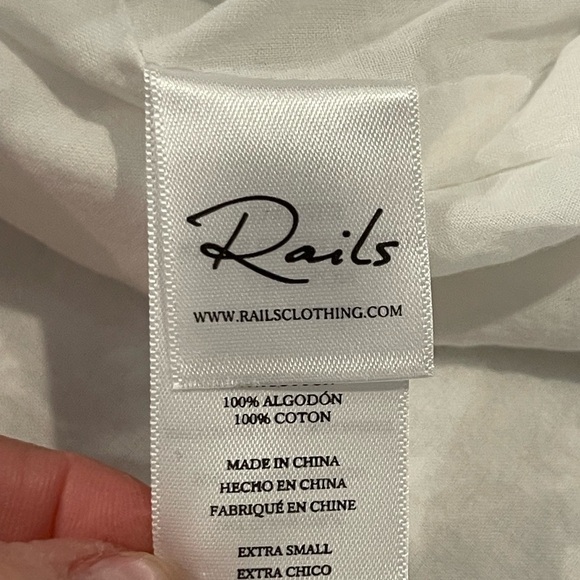 Rails
WWW.RAILSCLOTHING.COM
100% ALGODÓN
100% COTON
MADE IN CHINA
HECHO EN CHINA
FABRIQUÉ EN CHINE
EXTRA SMALL
EXTRA CHICO